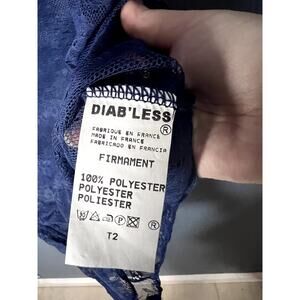 DIAB'LESS®
FABRIQUE EN FRANCE
MADE IN FRANCE
FABRICADO EN FRANCIA
FIRMAMENT
100% POLYESTER
POLYESTER
POLIESTER
T2